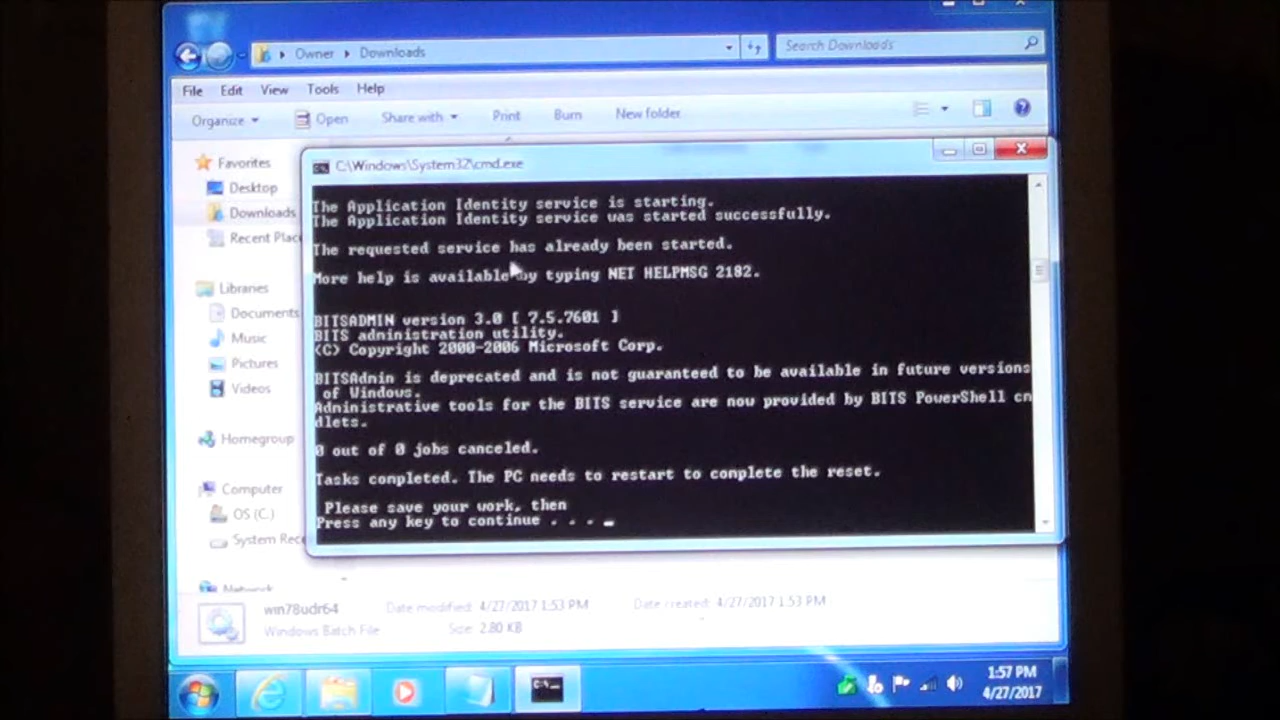 Owner
Downloads
Search Downloads
File Edit View Tools Help
Organize Open Share with Print Burn New folder
Favorites
Desktop
Downloads
Recent Plac
Libraries
Documents
Music
Pictures
Videos
Homegroup
Computer
OS (C:)
System Rec
Network
C:\Windows\System32\cmd.exe
The Application Identity service is starting.
The Application Identity service was started successfully.
The requested service has already been started.
More help is available by typing NET HELPMSG 2182.
BITSADMIN version 3.0 [ 7.5.7601 ]
BITS administration utility.
(C) Copyright 2000-2006 Microsoft Corp.
BITSAdmin is deprecated and is not guaranteed to be available in future versions
of Windows.
Administrative tools for the BITS service are now provided by BITS PowerShell cm
dlets.
0 out of 0 jobs canceled.
Tasks completed. The PC needs to restart to complete the reset.
Please save your work, then
Press any key to continue . . .
win78udr64 Date modified: 4/27/2017 1:53 PM Date created: 4/27/2017 1:53 PM
Windows Batch File Size: 2.80 KB
C:\
1:57 PM
4/27/2017